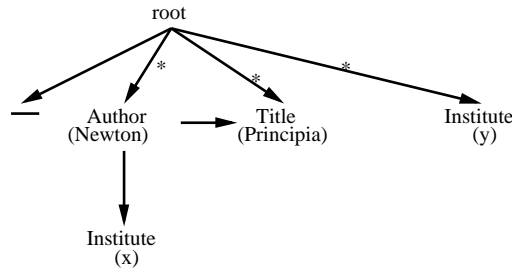 root
* * *
Author Title Institute
(Newton) (Principia) (y)
Institute
(x)